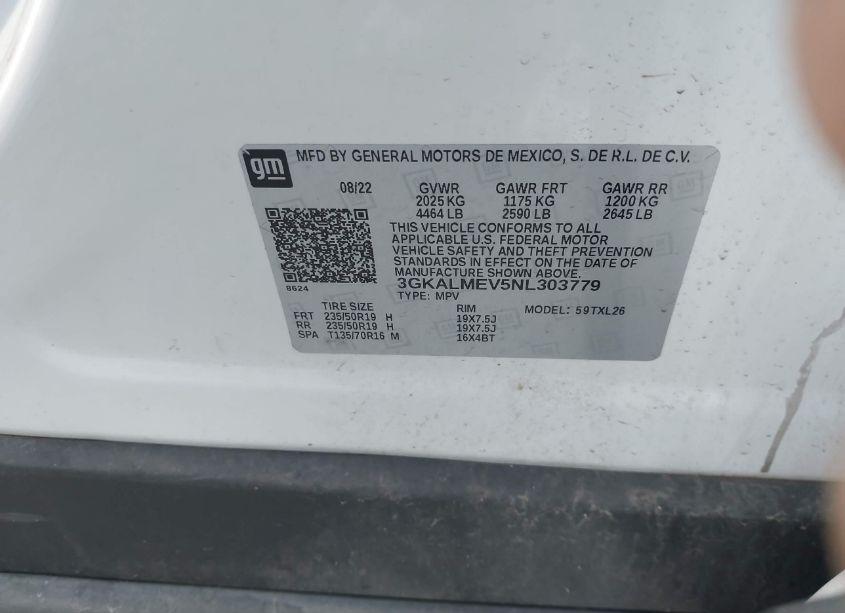 gm MFD BY GENERAL MOTORS DE MEXICO, S. DE R.L. DE C.V.
08/22 GVWR GAWR FRT GAWR RR
2025 KG 1175 KG 1200 KG
4464 LB 2590 LB 2645 LB
THIS VEHICLE CONFORMS TO ALL
APPLICABLE U.S. FEDERAL MOTOR
VEHICLE SAFETY AND THEFT PREVENTION
STANDARDS IN EFFECT ON THE DATE OF
MANUFACTURE SHOWN ABOVE.
8624
3GKALMEV5NL303779
TYPE: MPV
TIRE SIZE RIM MODEL: 59TXL26
FRT 235/50R19 H 19X7.5J
RR 235/50R19 H 19X7.5J
SPA T135/70R16 M 16X4BT